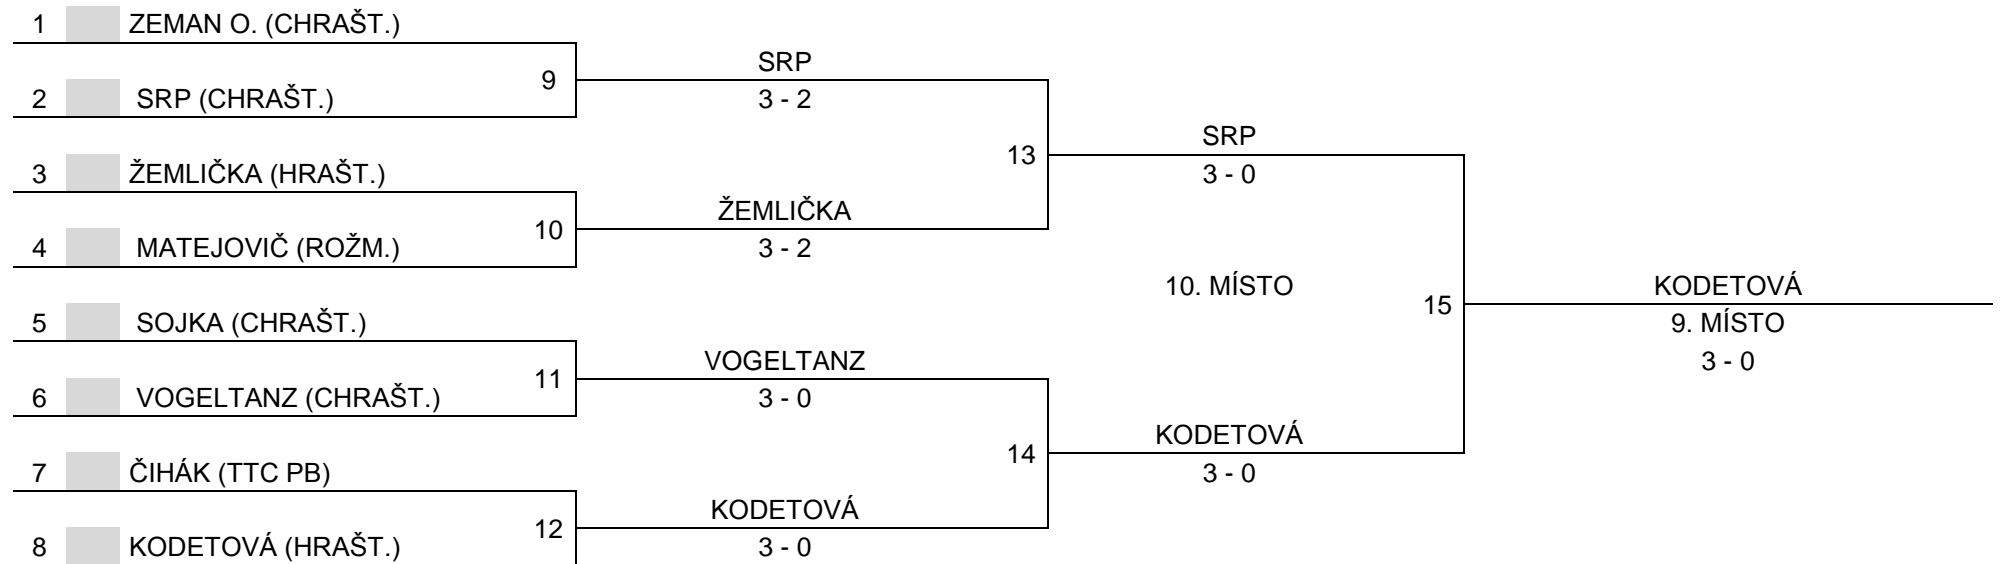 1 ZEMAN O. (CHRAŠT.)
SRP
9
2 SRP (CHRAŠT.)
3 - 2
SRP
13
3 ŽEMLIČKA (HRAŠT.)
3 - 0
ŽEMLIČKA
10
4 MATEJOVIČ (ROŽM.)
3 - 2
10. MÍSTO
KODETOVÁ
15
5 SOJKA (CHRAŠT.)
9. MÍSTO
VOGELTANZ
3 - 0
11
6 VOGELTANZ (CHRAŠT.)
3 - 0
KODETOVÁ
14
7 ČIHÁK (TTC PB)
3 - 0
KODETOVÁ
12
8 KODETOVÁ (HRAŠT.)
3 - 0